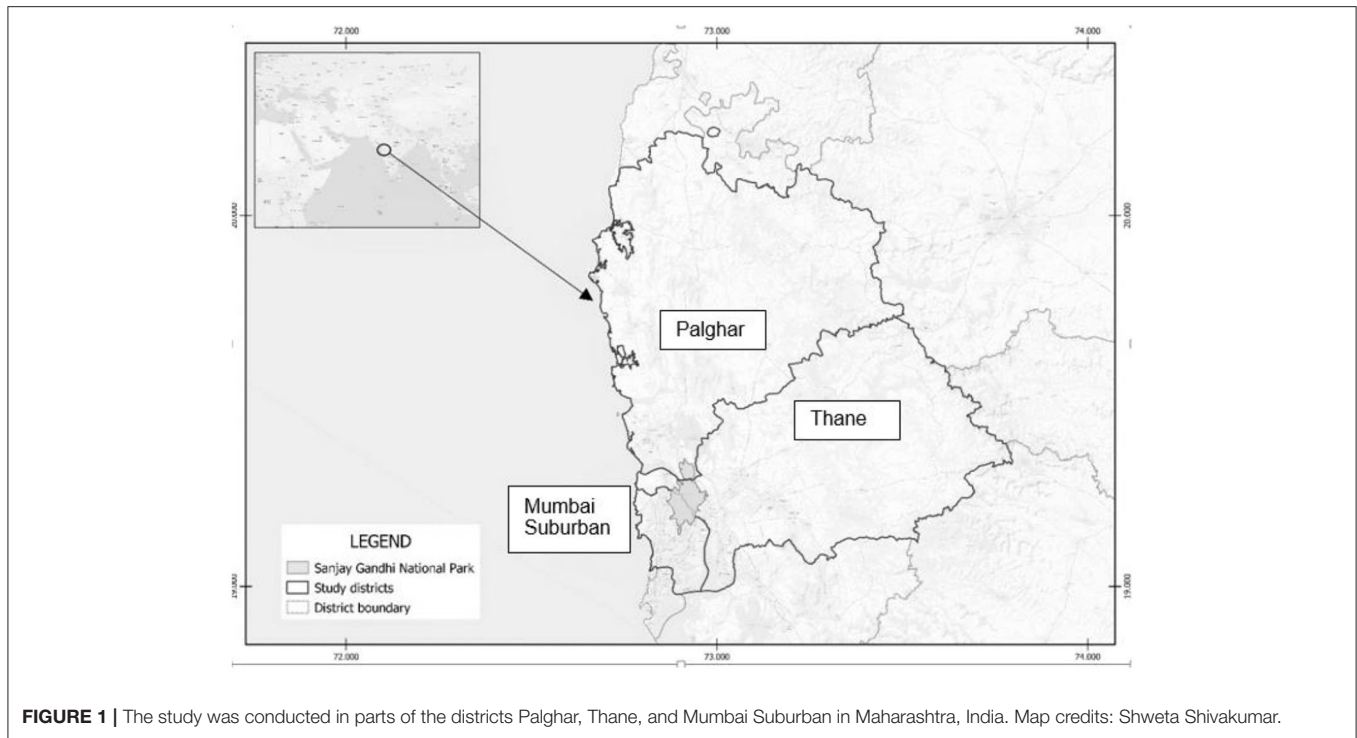 72.000
73.000
74.000
20.000
20.000
Palghar
Thane
Mumbai
Suburban
LEGEND
Sanjay Gandhi National Park
Study districts
District boundary
19.000
19.000
72.000
73.000
74.000
FIGURE 1 | The study was conducted in parts of the districts Palghar, Thane, and Mumbai Suburban in Maharashtra, India. Map credits: Shweta Shivakumar.